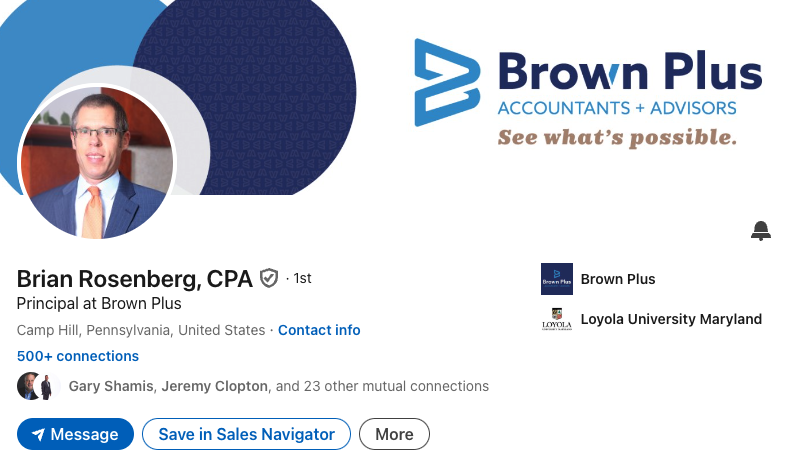 Brown Plus
ACCOUNTANTS + ADVISORS
See what's possible.
Brian Rosenberg, CPA · 1st
Principal at Brown Plus
Camp Hill, Pennsylvania, United States · Contact info
500+ connections
Gary Shamis, Jeremy Clopton, and 23 other mutual connections
Message
Save in Sales Navigator
More
Brown Plus
Brown Plus
LOYOLA
Loyola University Maryland